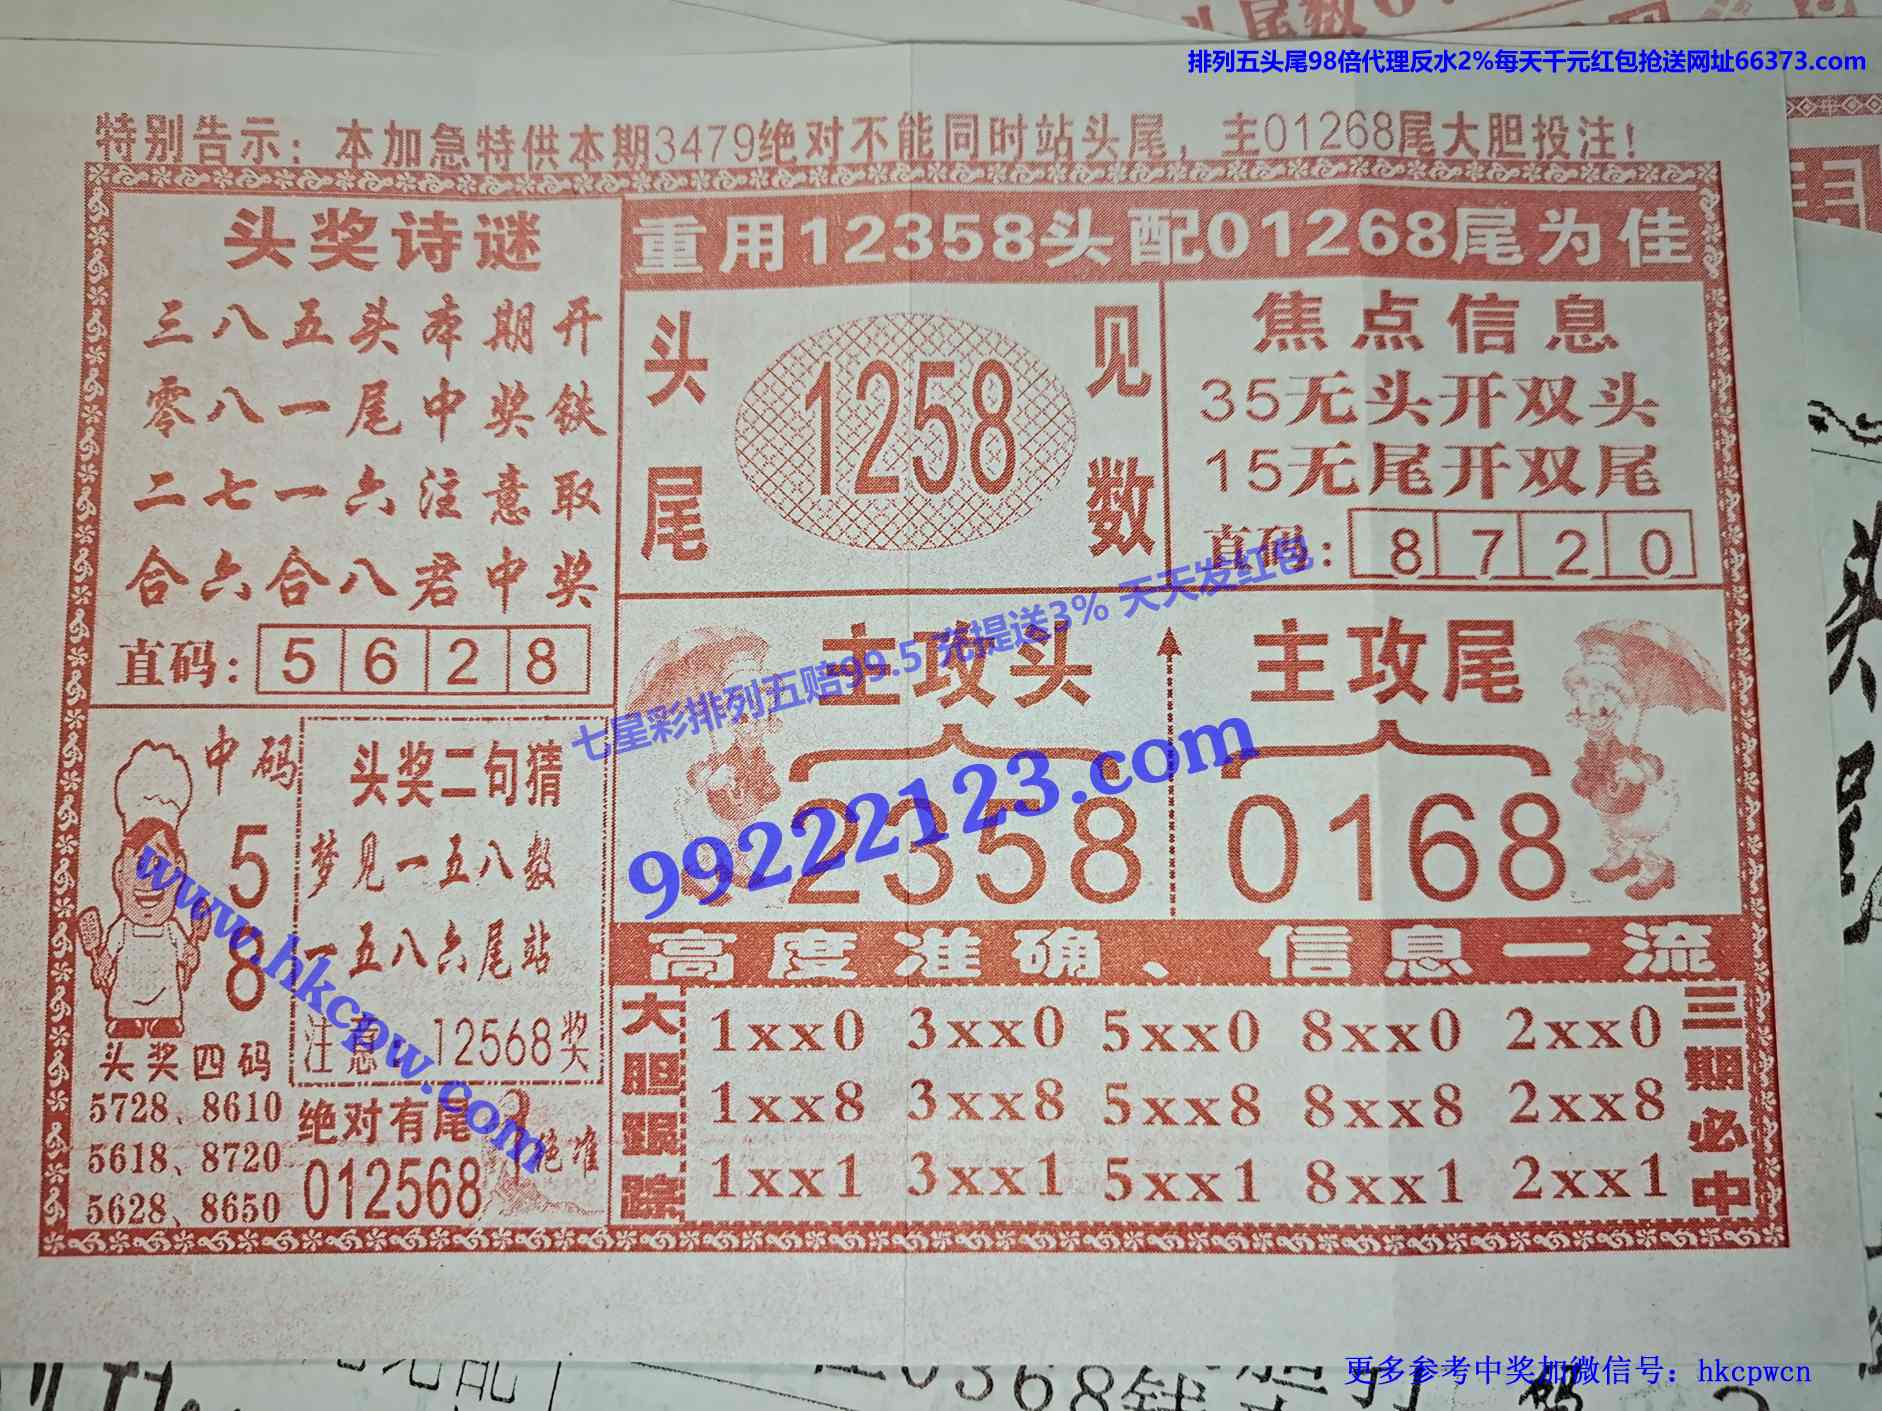 头尾数0
排列五头尾98倍代理反水2%每天千元红包抢送网址66373.com
特别告示：本加急特供本期3479绝对不能同时站头尾，主01268尾大胆投注！
头奖诗谜
三八五头本期开
零八一尾中奖铁
二七一六注意取
合六合八君中奖
直码：5628
重用12358头配01268尾为佳
头尾
1258
见数
焦点信息
35无头开双头
15无尾开双尾
直码：8720
七星彩排列五赔99.5 充提送3% 天天发红包
99222123.com
主攻头
2358
主攻尾
0168
中码
5
8
头奖四码
5728、8610
5618、8720
5628、8650
头奖二句猜
梦见一五八数
一五八六尾站
注意：12568奖
绝对有尾
012568
绝准
www.hkcpw.com
高度准确、信息一流
大胆跟踪
1xx0 3xx0 5xx0 8xx0 2xx0
1xx8 3xx8 5xx8 8xx8 2xx8
1xx1 3xx1 5xx1 8xx1 2xx1
三期必中
更多参考中奖加微信号：hkcpwcn
0368